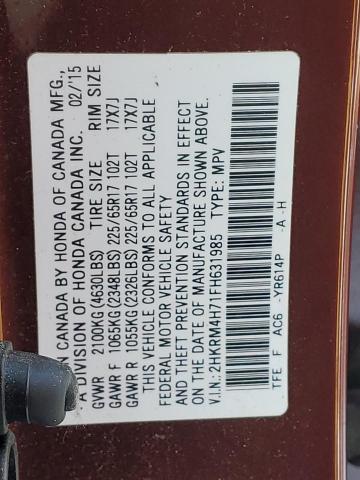 IN CANADA BY HONDA OF CANADA MFG.,
A DIVISION OF HONDA CANADA INC. 02/'15
TIRE SIZE RIM SIZE
GVWR 2100KG (4630LBS)
GAWR F 1065KG (2348LBS) 225/65R17 102T 17X7J
GAWR R 1055KG (2326LBS) 225/65R17 102T 17X7J
THIS VEHICLE CONFORMS TO ALL APPLICABLE
FEDERAL MOTOR VEHICLE SAFETY
AND THEFT PREVENTION STANDARDS IN EFFECT
ON THE DATE OF MANUFACTURE SHOWN ABOVE.
V.I.N.: 2HKRM4H71FH631985 TYPE: MPV
TFE F AC6 -YR614P -A -H